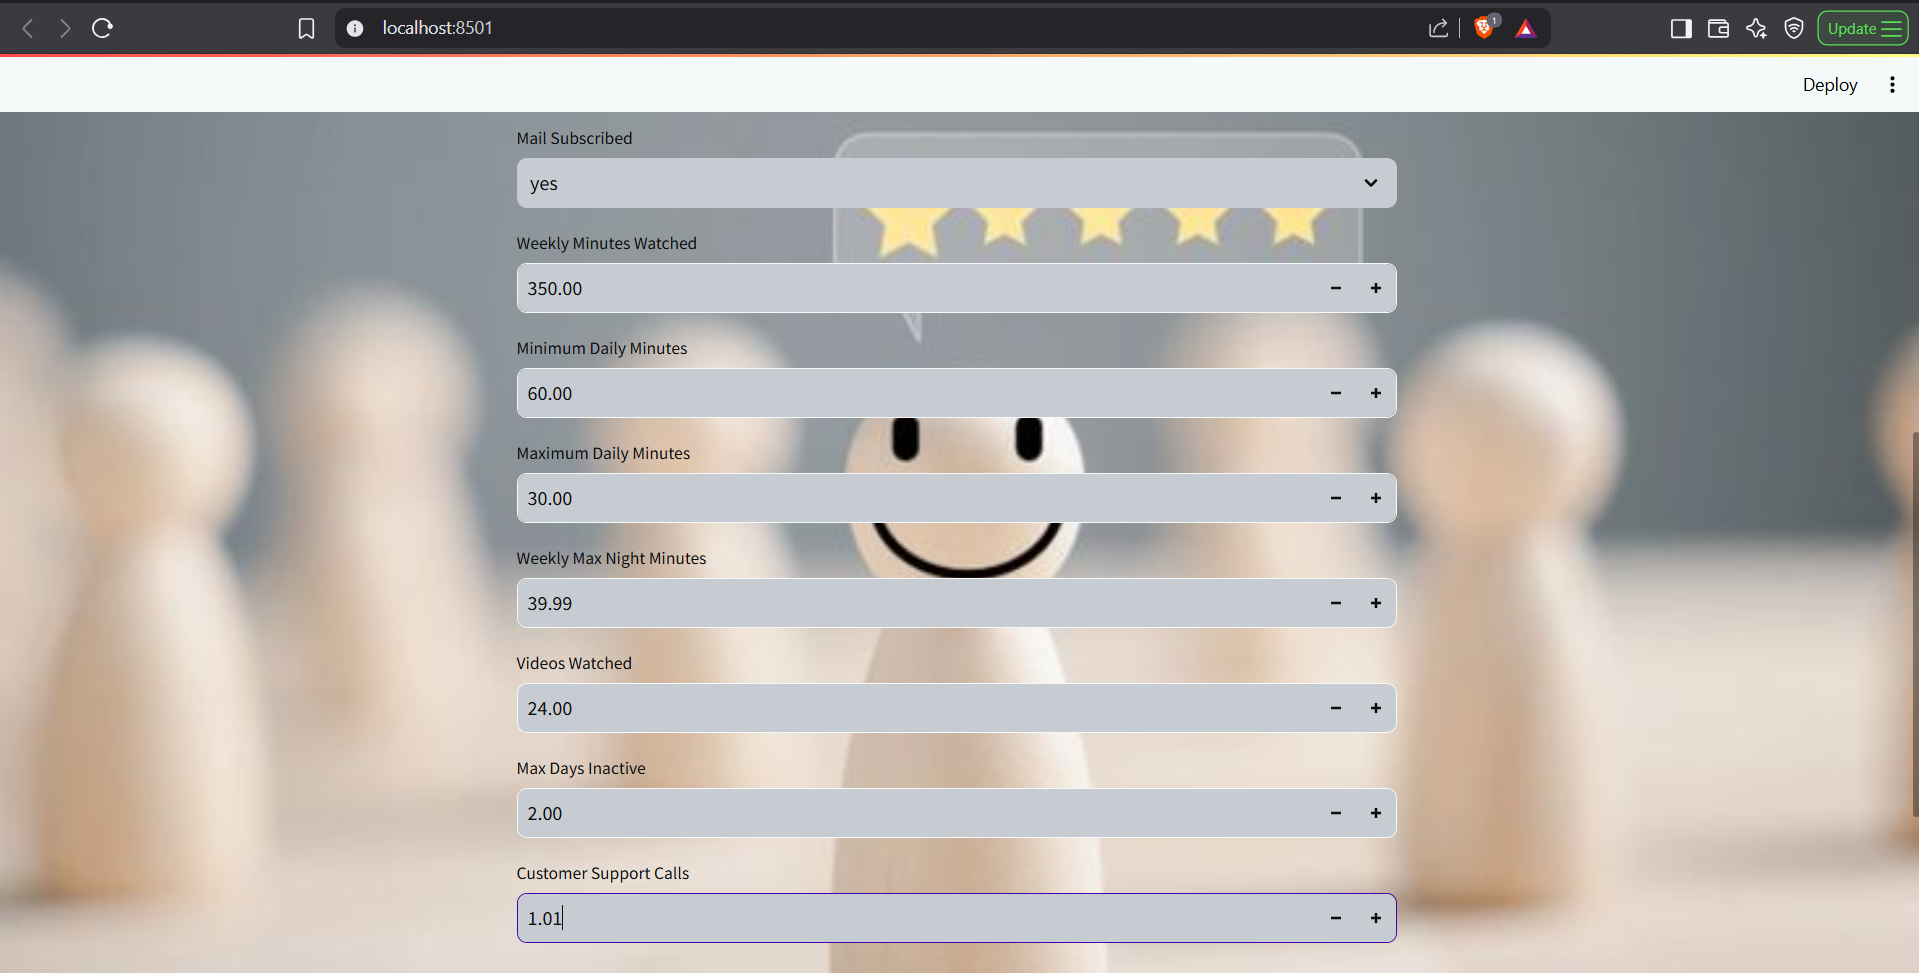 localhost:8501
1
Update
Deploy
Mail Subscribed
yes
Weekly Minutes Watched
350.00
Minimum Daily Minutes
60.00
Maximum Daily Minutes
30.00
Weekly Max Night Minutes
39.99
Videos Watched
24.00
Max Days Inactive
2.00
Customer Support Calls
1.01